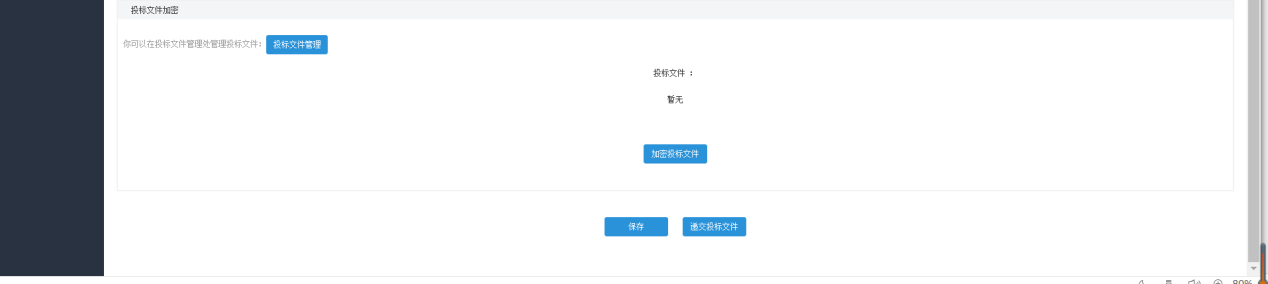 投标文件加密
你可以在投标文件管理处管理投标文件： 投标文件管理
投标文件 ：
暂无
加密投标文件
保存 递交投标文件
80%